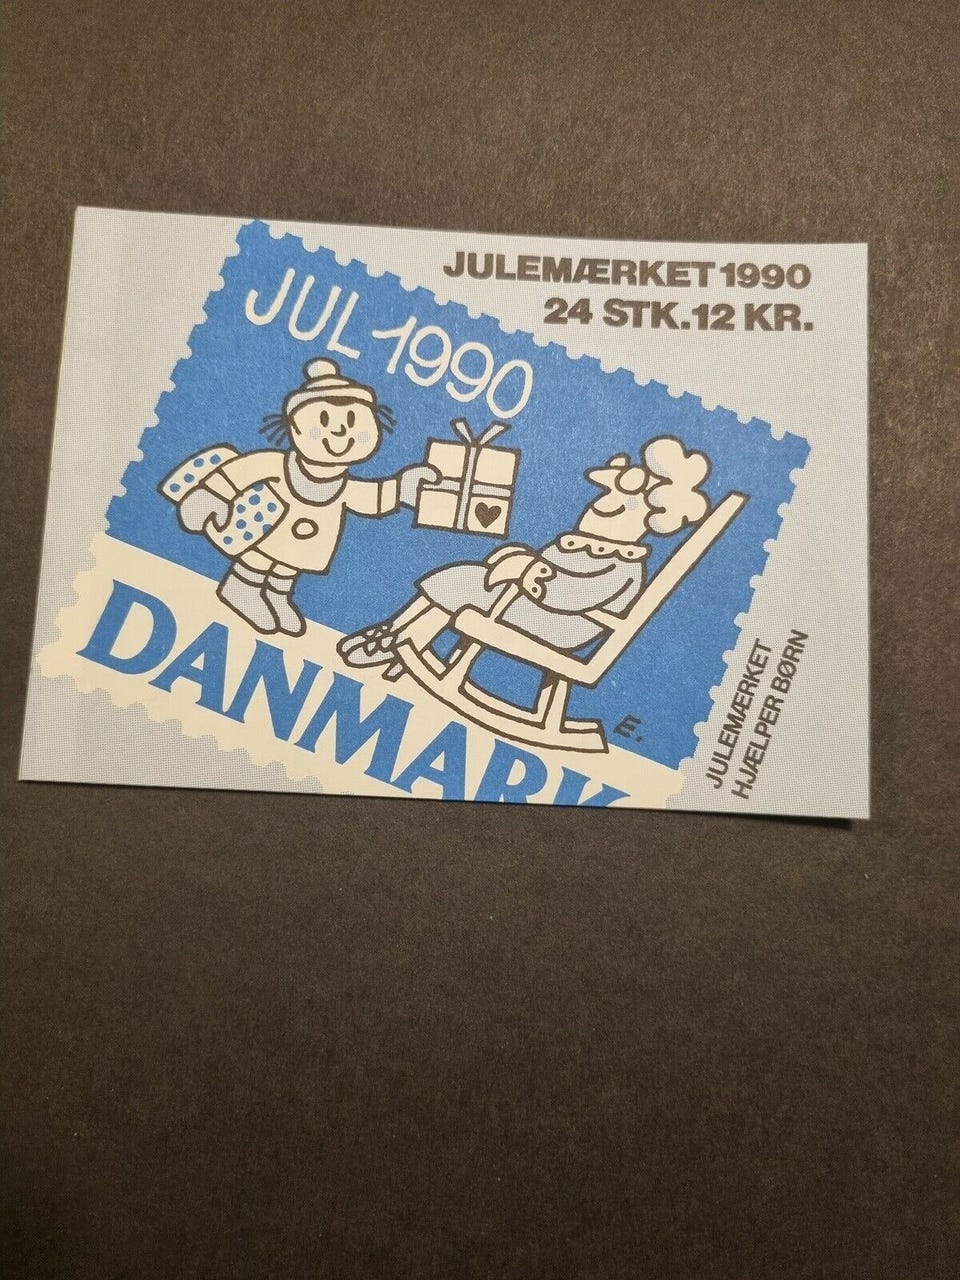 JULEMÆRKET 1990
24 STK. 12 KR.
JUL 1990
DANMARK
E.
JULEMÆRKET
HJÆLPER BØRN